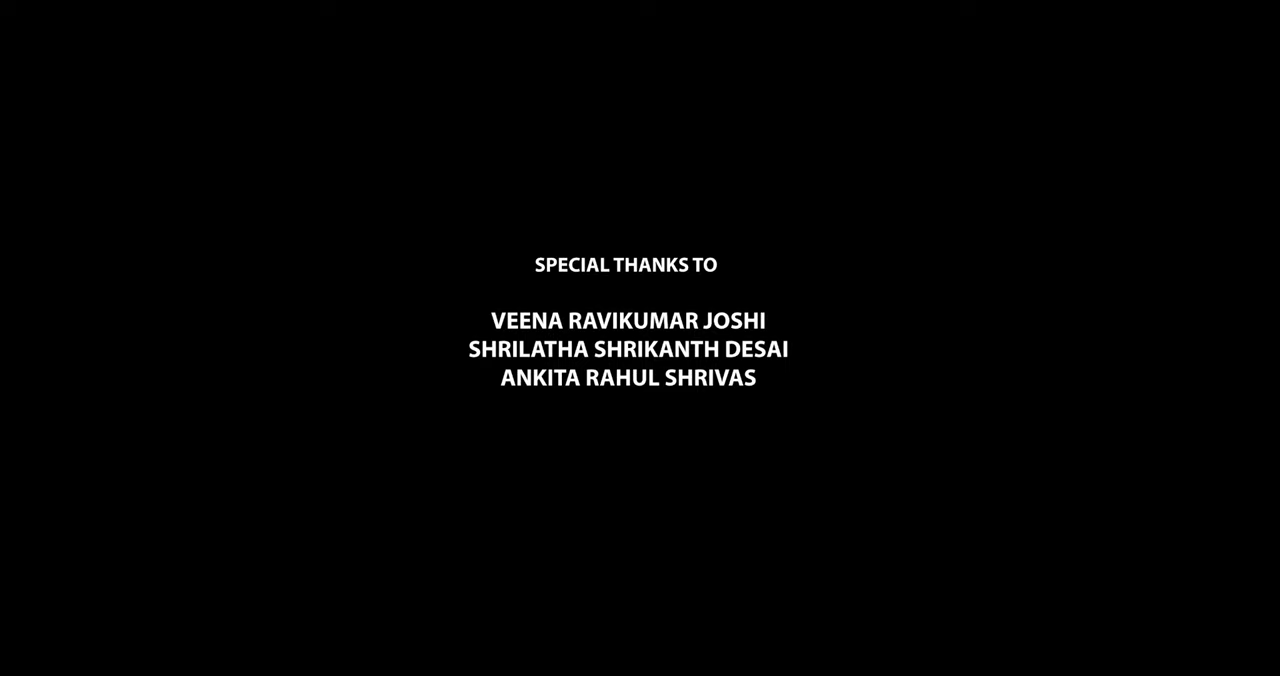 SPECIAL THANKS TO
VEENA RAVIKUMAR JOSHI
SHRILATHA SHRIKANTH DESAI
ANKITA RAHUL SHRIVAS